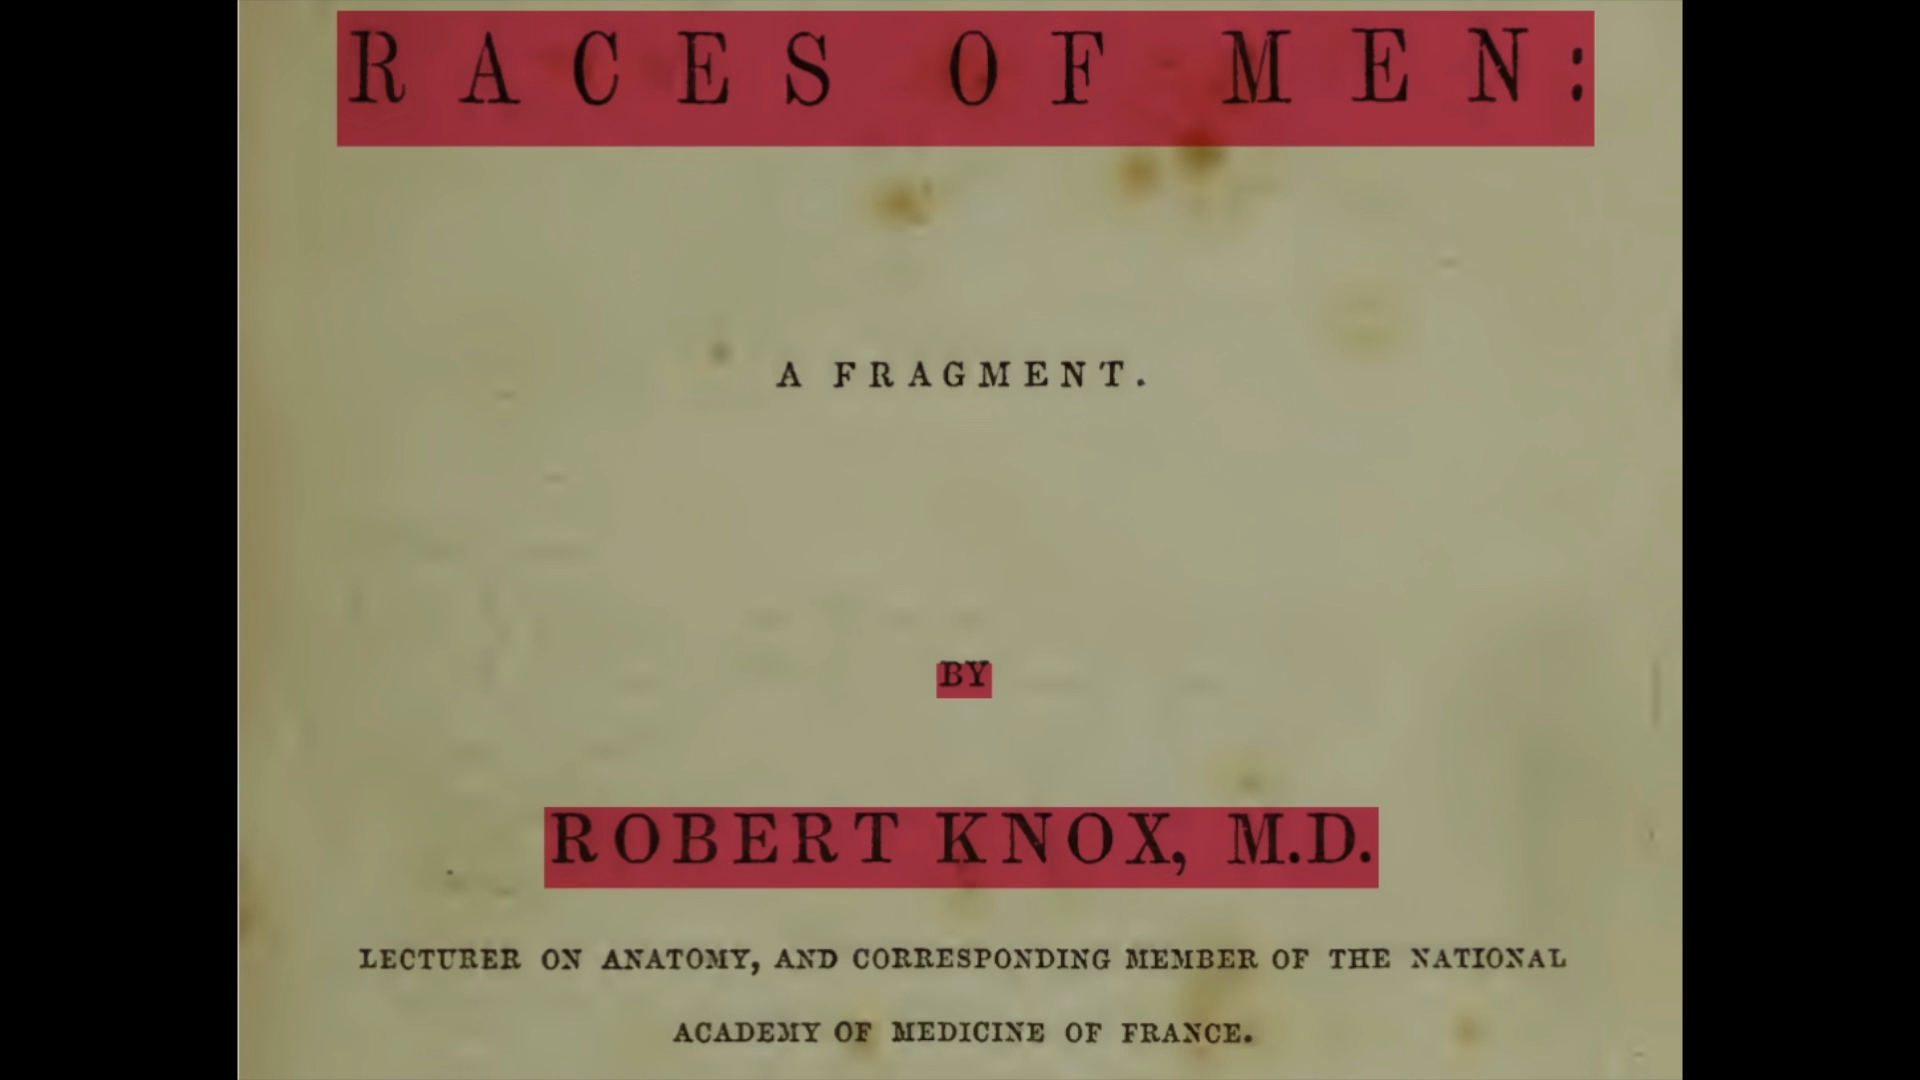 RACES OF MEN:
A FRAGMENT.
BY
ROBERT KNOX, M.D.
LECTURER ON ANATOMY, AND CORRESPONDING MEMBER OF THE NATIONAL
ACADEMY OF MEDICINE OF FRANCE.